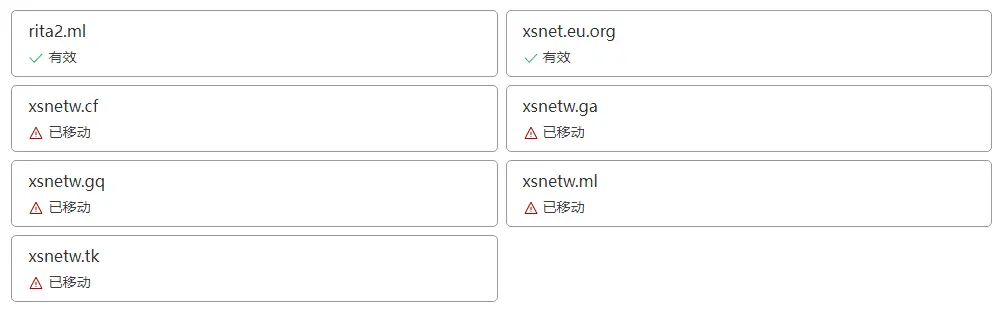 rita2.ml
有效
xsnet.eu.org
有效
xsnetw.cf
已移动
xsnetw.ga
已移动
xsnetw.gq
已移动
xsnetw.ml
已移动
xsnetw.tk
已移动